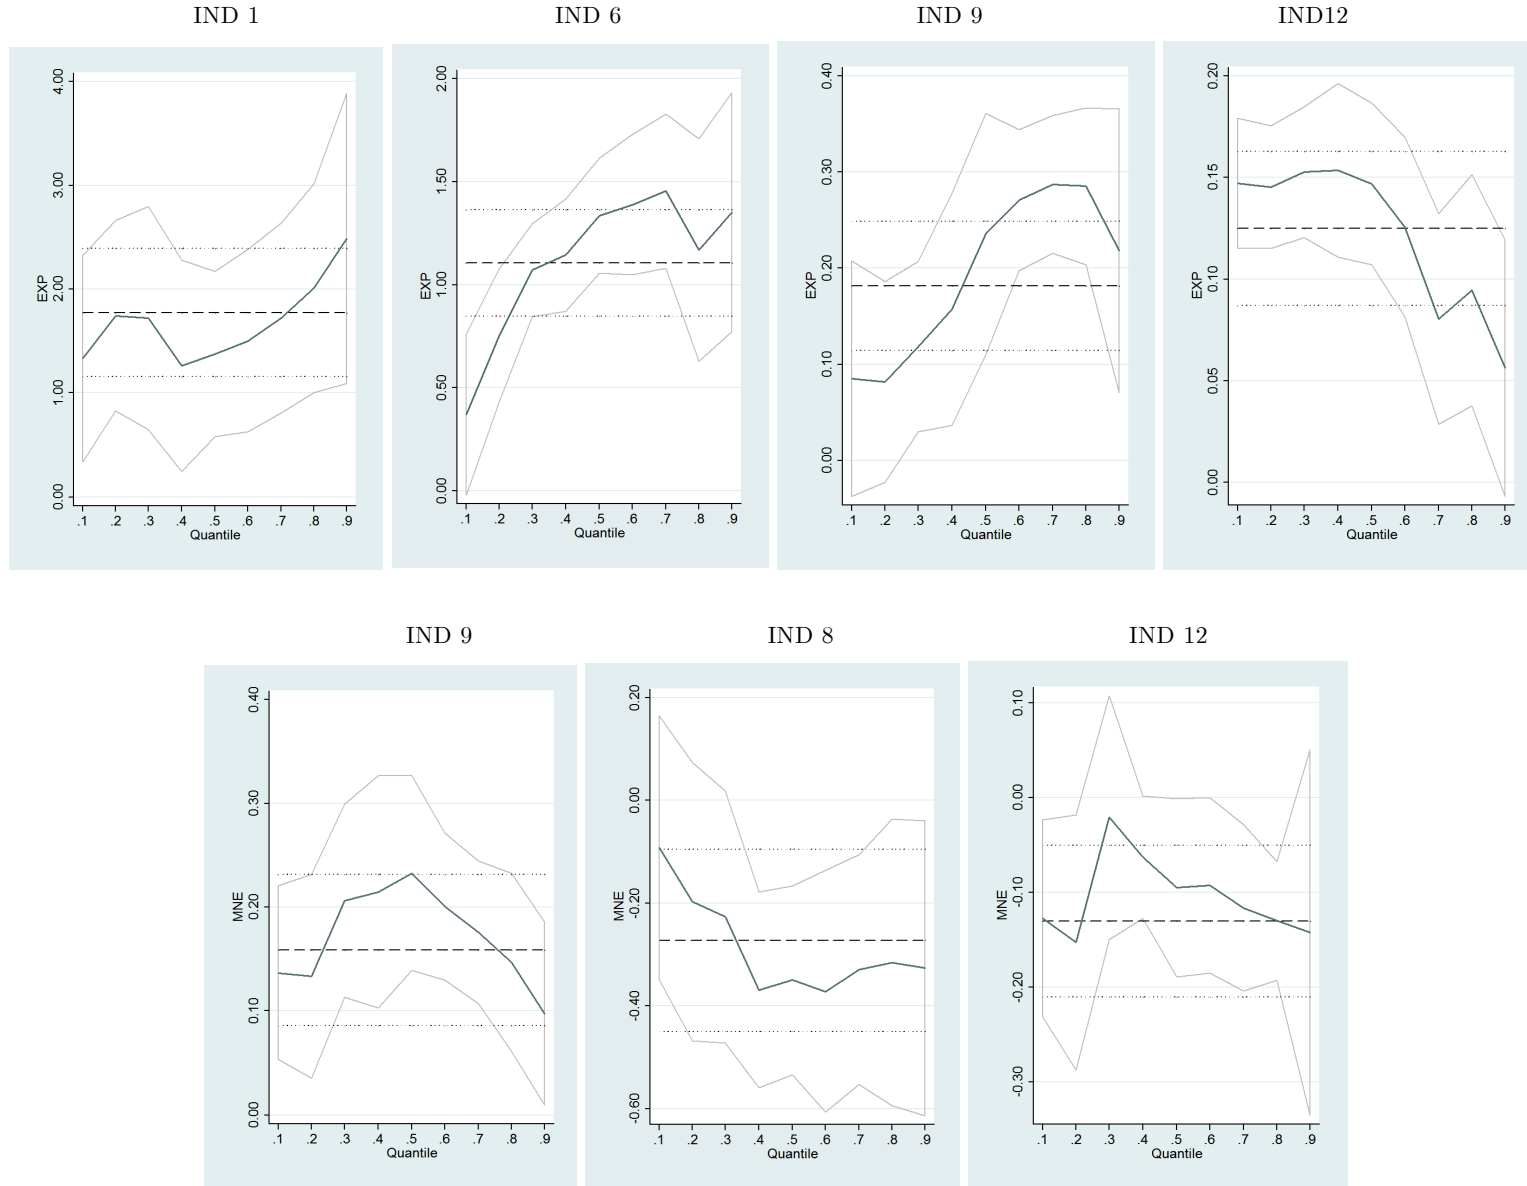 IND 1
IND 6
IND 9
IND12
EXP
0.00 1.00 2.00 3.00 4.00
.1 .2 .3 .4 .5 .6 .7 .8 .9
Quantile
EXP
0.00 0.50 1.00 1.50 2.00
.1 .2 .3 .4 .5 .6 .7 .8 .9
Quantile
EXP
0.00 0.10 0.20 0.30 0.40
.1 .2 .3 .4 .5 .6 .7 .8 .9
Quantile
EXP
0.00 0.05 0.10 0.15 0.20
.1 .2 .3 .4 .5 .6 .7 .8 .9
Quantile
IND 9
IND 8
IND 12
MNE
0.00 0.10 0.20 0.30 0.40
.1 .2 .3 .4 .5 .6 .7 .8 .9
Quantile
MNE
-0.60 -0.40 -0.20 0.00 0.20
.1 .2 .3 .4 .5 .6 .7 .8 .9
Quantile
MNE
-0.30 -0.20 -0.10 0.00 0.10
.1 .2 .3 .4 .5 .6 .7 .8 .9
Quantile